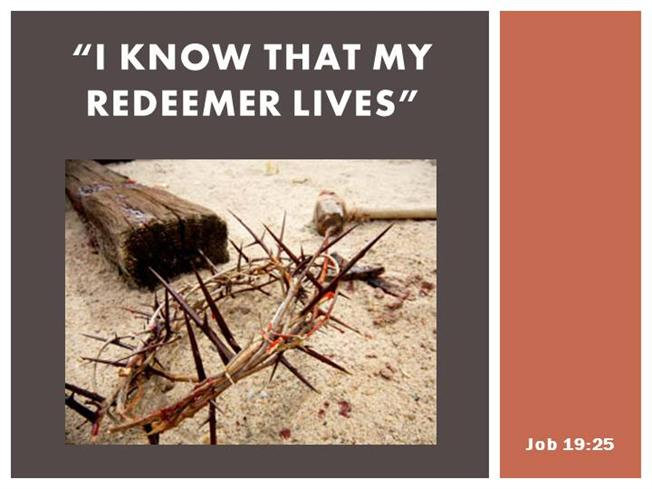 “I KNOW THAT MY
REDEEMER LIVES”
Job 19:25